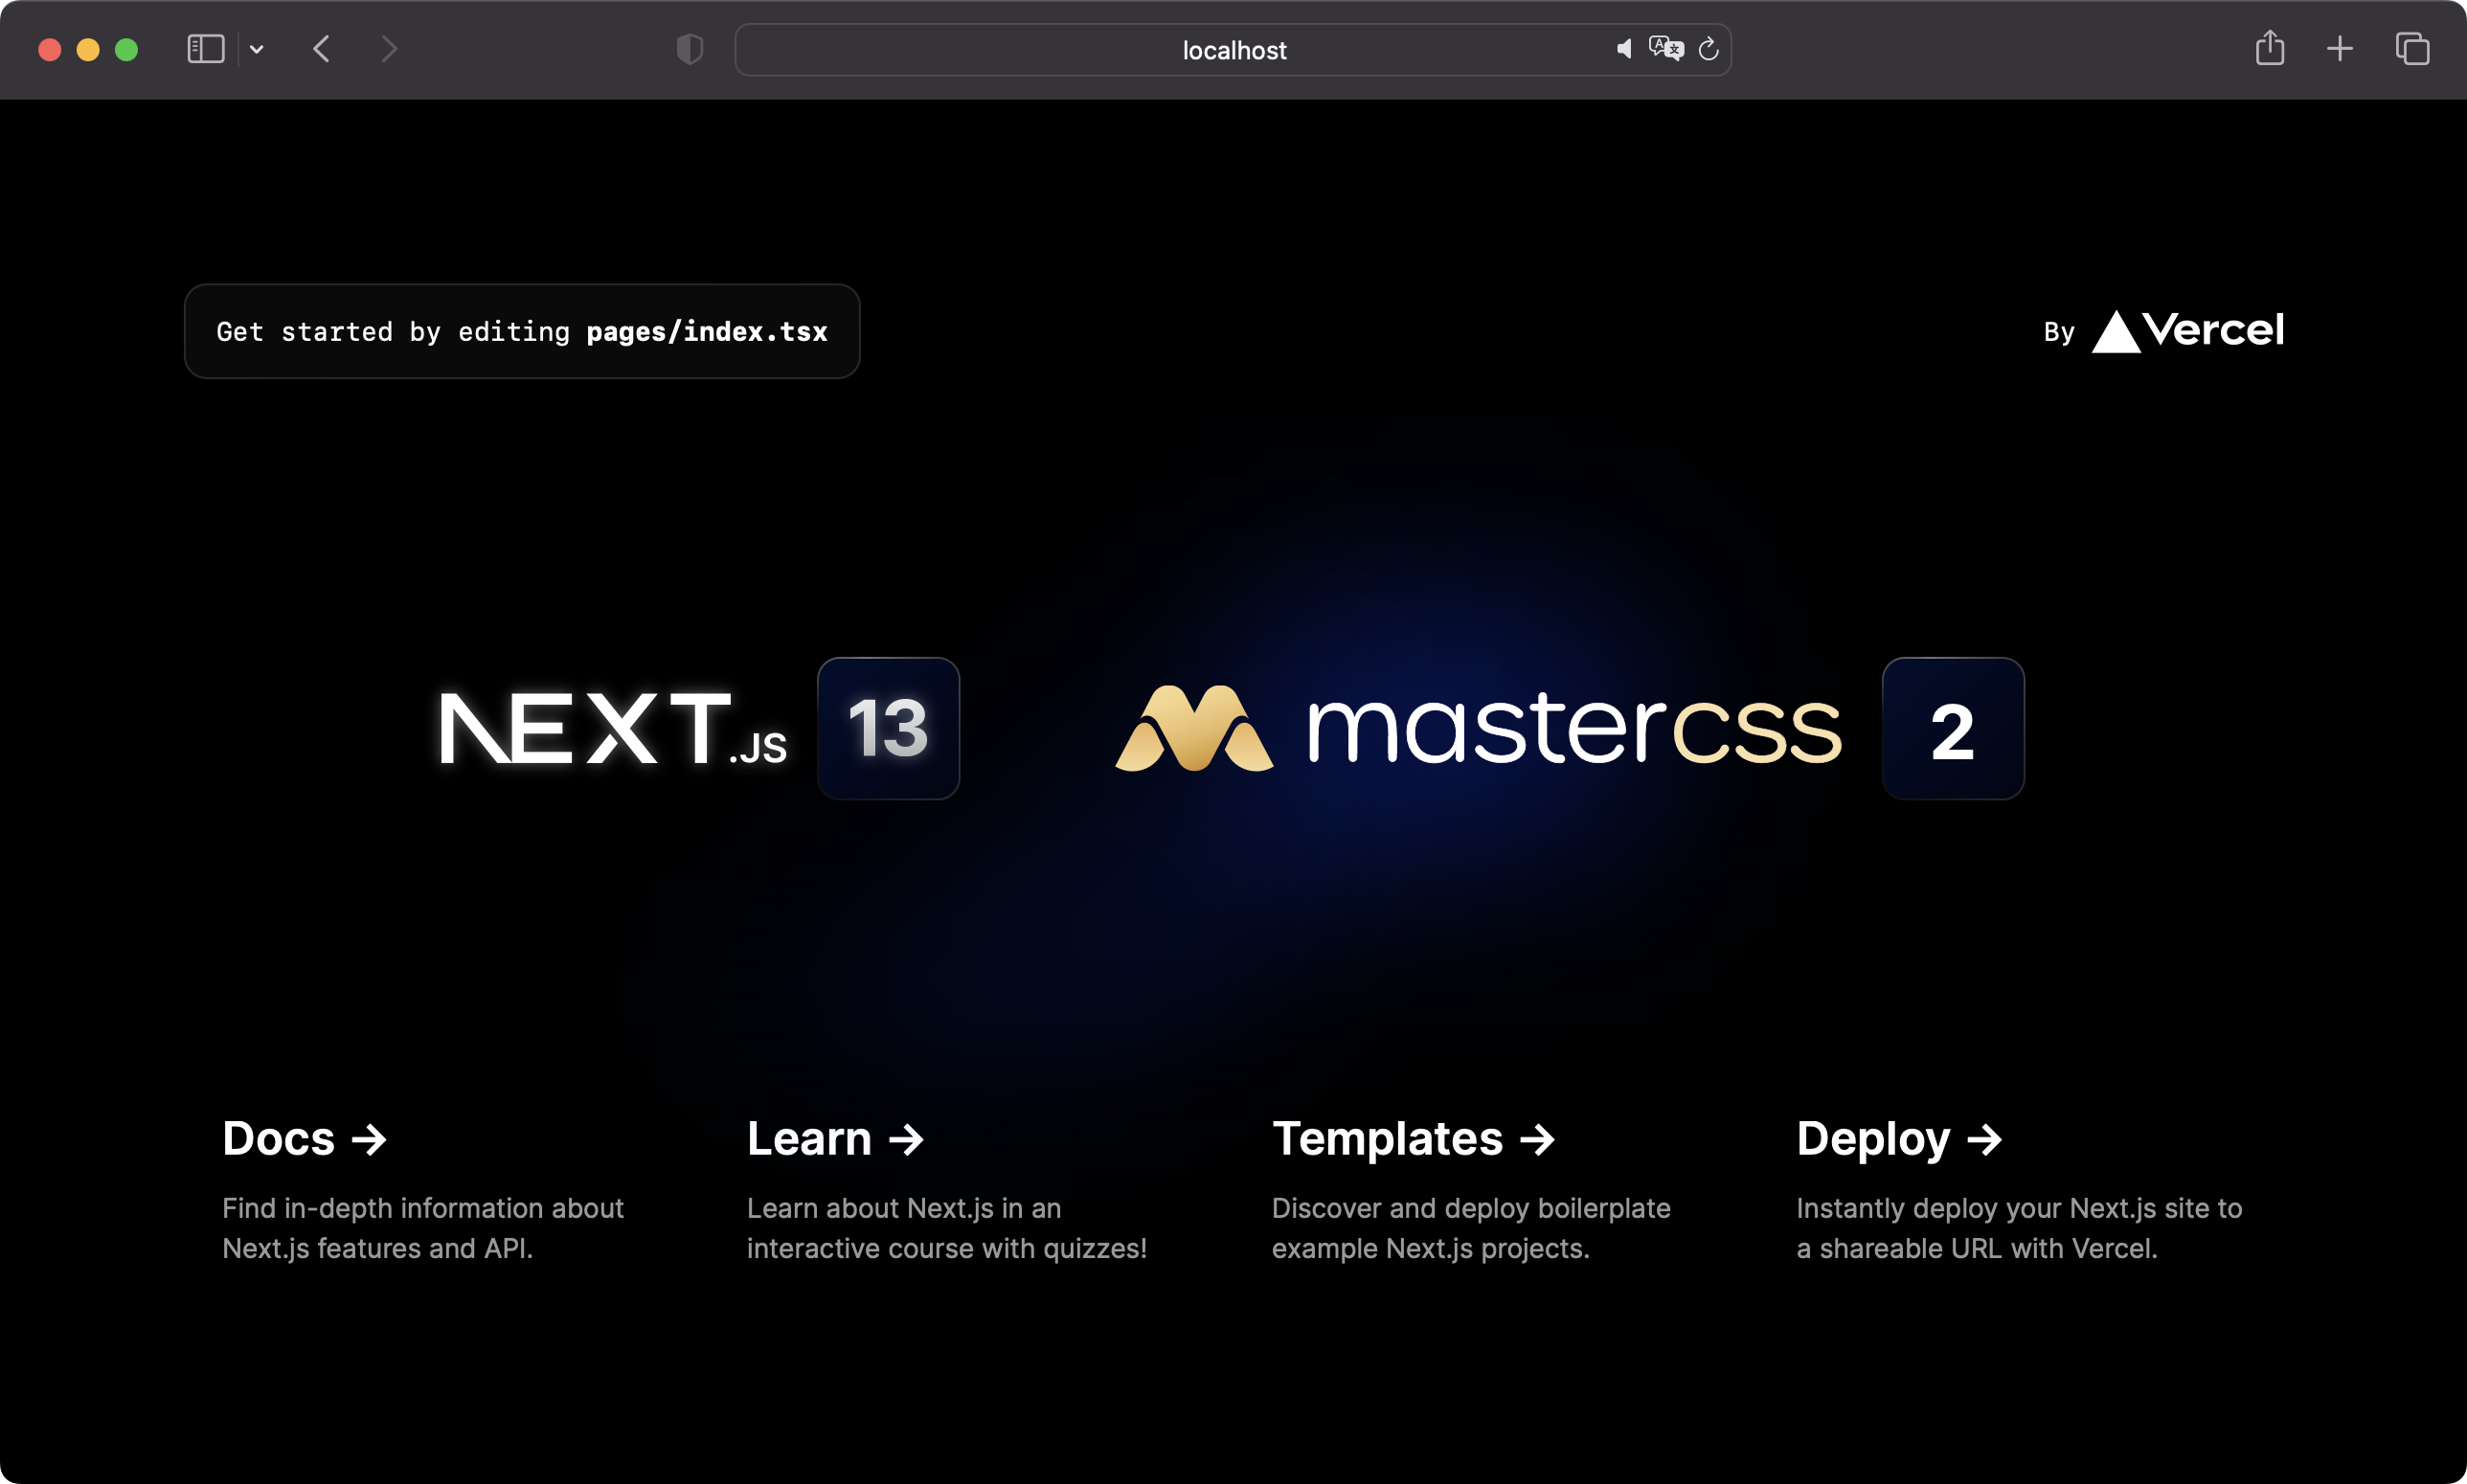 localhost
Get started by editing pages/index.tsx
By Vercel
NEXT.JS 13
mastercss 2
Docs →
Find in-depth information about
Next.js features and API.
Learn →
Learn about Next.js in an
interactive course with quizzes!
Templates →
Discover and deploy boilerplate
example Next.js projects.
Deploy →
Instantly deploy your Next.js site to
a shareable URL with Vercel.